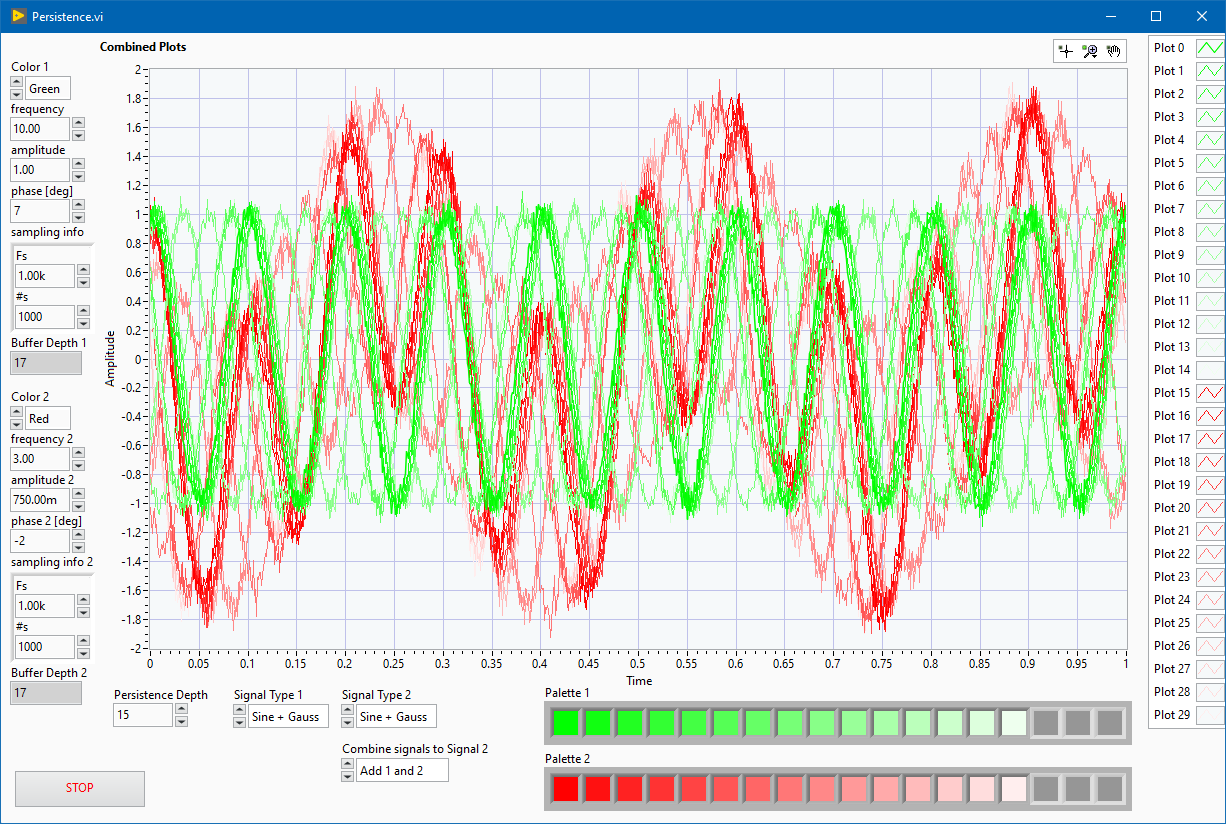 Persistence.vi
Combined Plots
Color 1
Green
frequency
10.00
amplitude
1.00
phase [deg]
7
sampling info
Fs
1.00k
#s
1000
Buffer Depth 1
17
Color 2
Red
frequency 2
3.00
amplitude 2
750.00m
phase 2 [deg]
-2
sampling info 2
Fs
1.00k
#s
1000
Buffer Depth 2
17
STOP
Amplitude
2
1.8
1.6
1.4
1.2
1
0.8
0.6
0.4
0.2
0
-0.2
-0.4
-0.6
-0.8
-1
-1.2
-1.4
-1.6
-1.8
-2
0 0.05 0.1 0.15 0.2 0.25 0.3 0.35 0.4 0.45 0.5 0.55 0.6 0.65 0.7 0.75 0.8 0.85 0.9 0.95 1
Time
Persistence Depth
15
Signal Type 1
Sine + Gauss
Signal Type 2
Sine + Gauss
Combine signals to Signal 2
Add 1 and 2
Palette 1
Palette 2
Plot 0
Plot 1
Plot 2
Plot 3
Plot 4
Plot 5
Plot 6
Plot 7
Plot 8
Plot 9
Plot 10
Plot 11
Plot 12
Plot 13
Plot 14
Plot 15
Plot 16
Plot 17
Plot 18
Plot 19
Plot 20
Plot 21
Plot 22
Plot 23
Plot 24
Plot 25
Plot 26
Plot 27
Plot 28
Plot 29